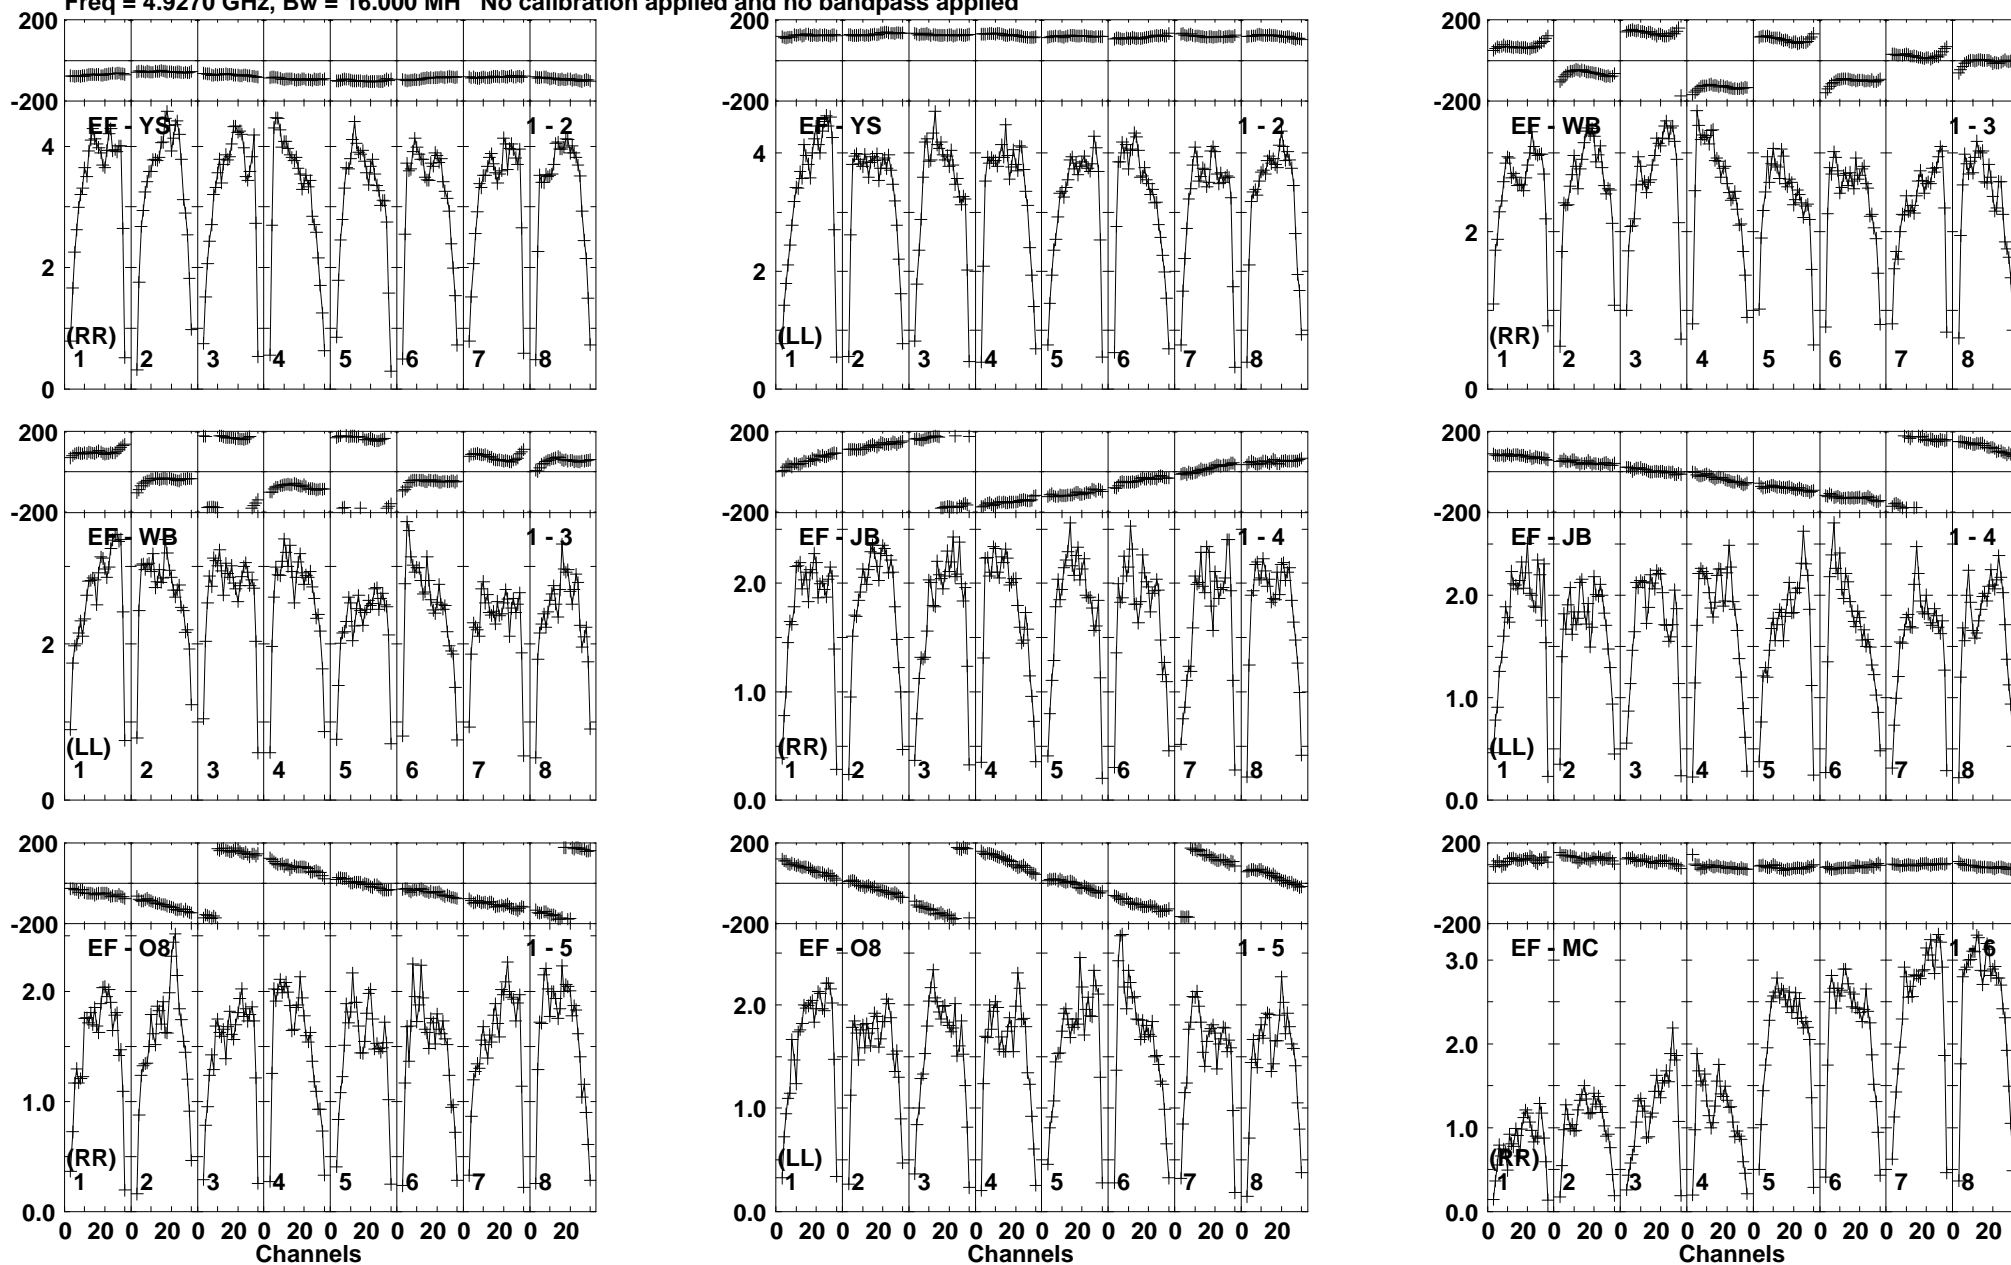 Freq = 4.9270 GHz, Bw = 16.000 MH No calibration applied and no bandpass applied
200 200 200
-200 -200 -200
EF - YS 1 - 2 EF - YS 1 - 2 EF - WB 1 - 3
4 4
2 2 2
(RR) (LL) (RR)
1 2 3 4 5 6 7 8 1 2 3 4 5 6 7 8 1 2 3 4 5 6 7 8
0 0 0
200 200 200
-200 -200 -200
EF - WB 1 - 3 EF - JB 1 - 4 EF - JB 1 - 4
2.0 2.0
2
1.0 1.0
(LL) (RR) (LL)
1 2 3 4 5 6 7 8 1 2 3 4 5 6 7 8 1 2 3 4 5 6 7 8
0 0.0 0.0
200 200 200
-200 -200 -200
EF - O8 1 - 5 EF - O8 1 - 5 EF - MC 1 - 6
3.0
2.0 2.0 2.0
1.0 1.0 1.0
(RR) (LL) (RR)
1 2 3 4 5 6 7 8 1 2 3 4 5 6 7 8 1 2 3 4 5 6 7 8
0.0 0.0 0.0
0 20 0 20 0 20 0 20 0 20 0 20 0 20 0 20 0 20 0 20 0 20 0 20 0 20 0 20 0 20 0 20 0 20 0 20 0 20 0 20 0 20 0 20 0 20 0 20
Channels Channels Channels